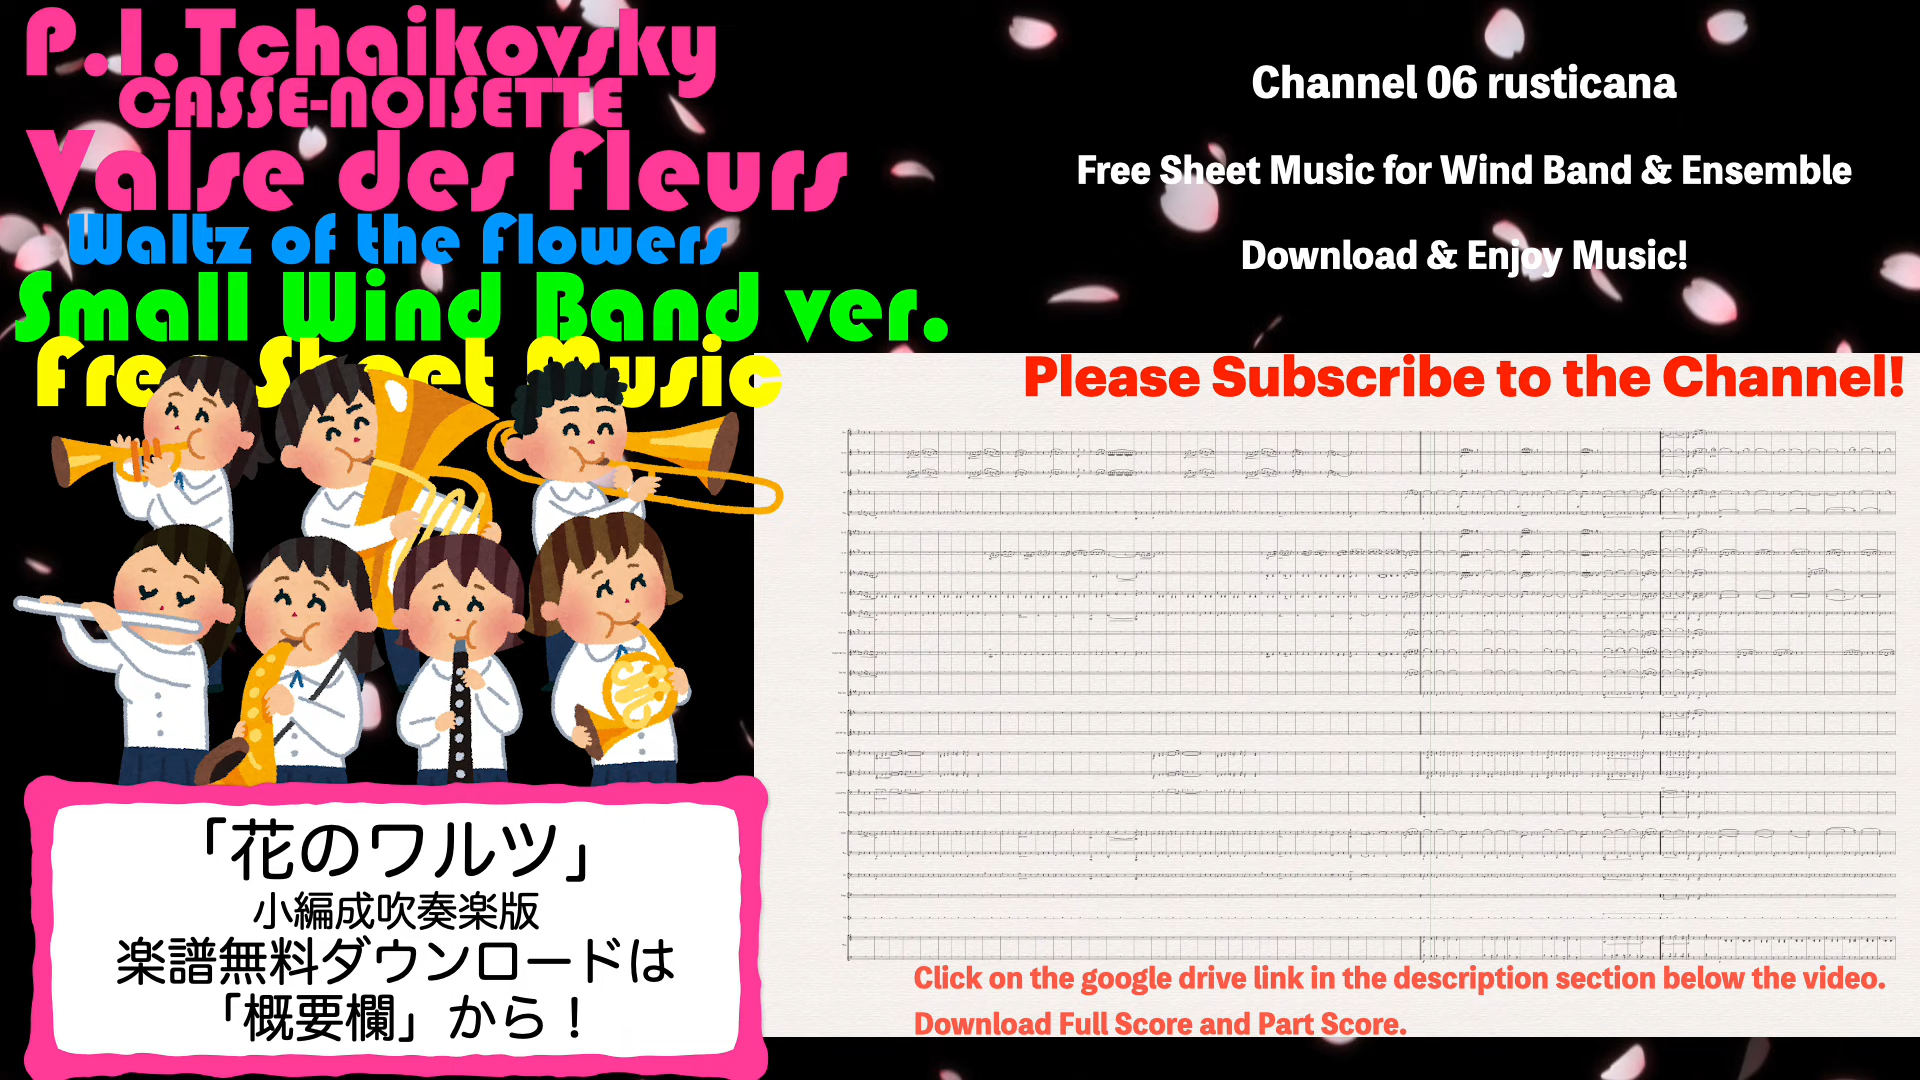 P.I.Tchaikovsky
CASSE-NOISETTE
Valse des Fleurs
Waltz of the Flowers
Small Wind Band ver.
Free Sheet Music
Channel 06 rusticana
Free Sheet Music for Wind Band & Ensemble
Download & Enjoy Music!
Please Subscribe to the Channel!
Click on the google drive link in the description section below the video.
Download Full Score and Part Score.
「花のワルツ」
小編成吹奏楽版
楽譜無料ダウンロードは
「概要欄」から！